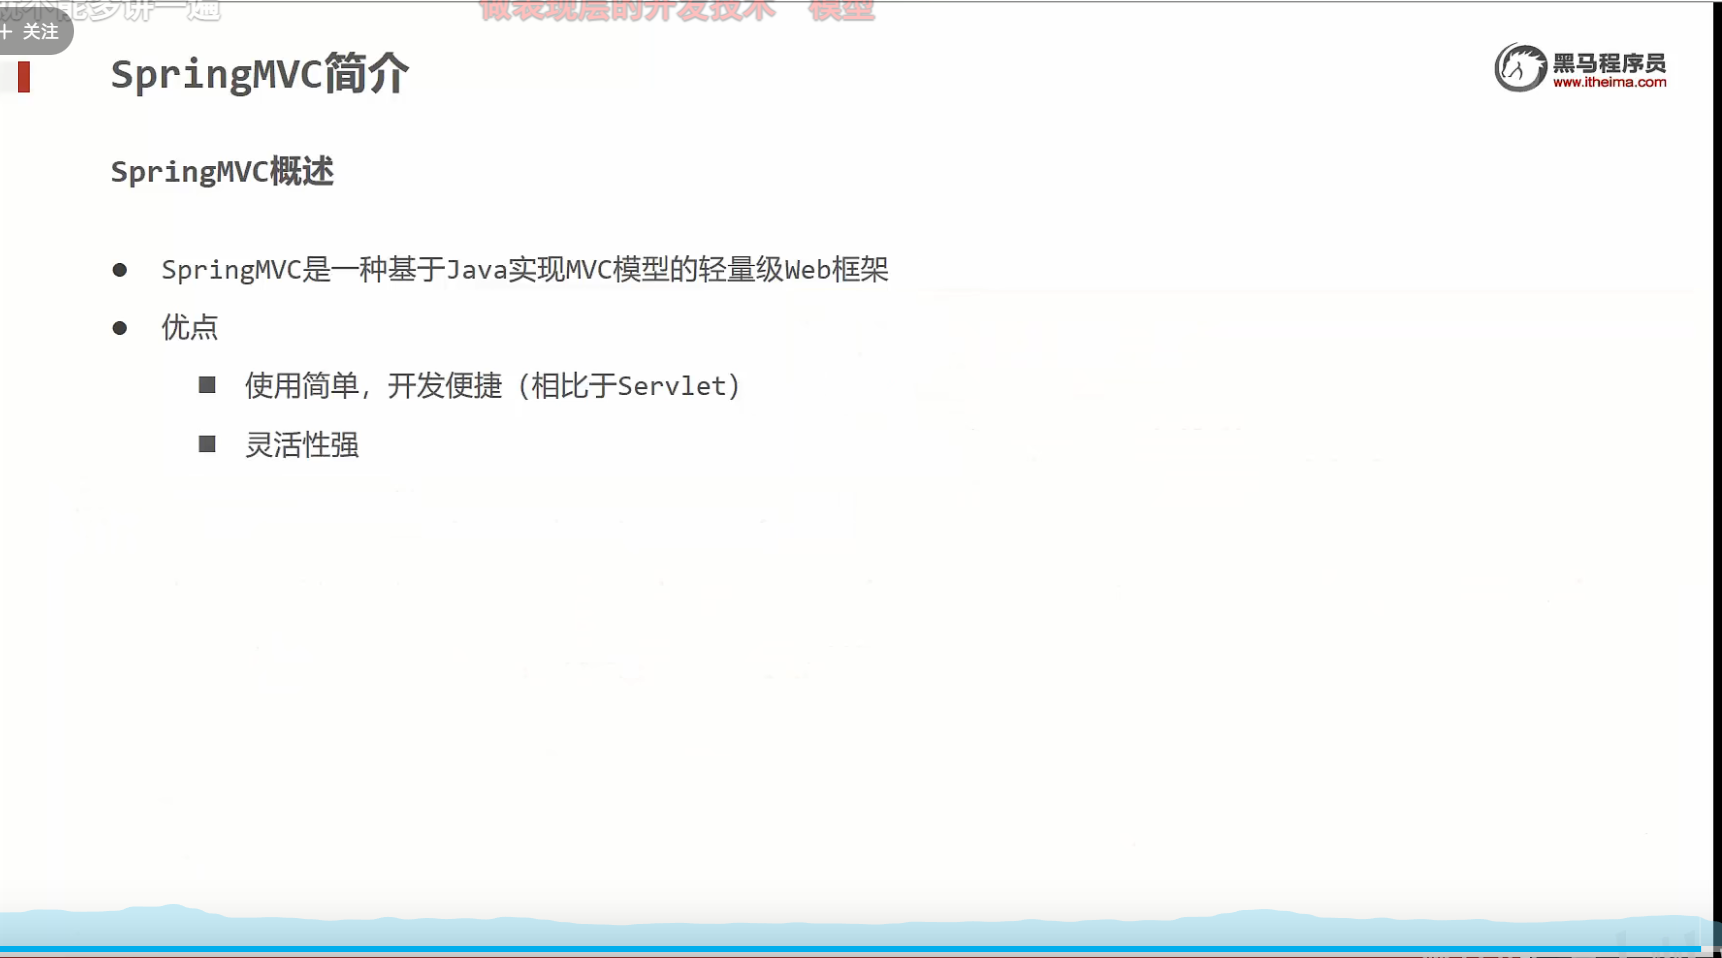 就不能多讲一遍
做表现层的开发技术 模型
+ 关注
SpringMVC简介
黑马程序员
www.itheima.com
SpringMVC概述
● SpringMVC是一种基于Java实现MVC模型的轻量级Web框架
● 优点
■ 使用简单，开发便捷（相比于Servlet）
■ 灵活性强